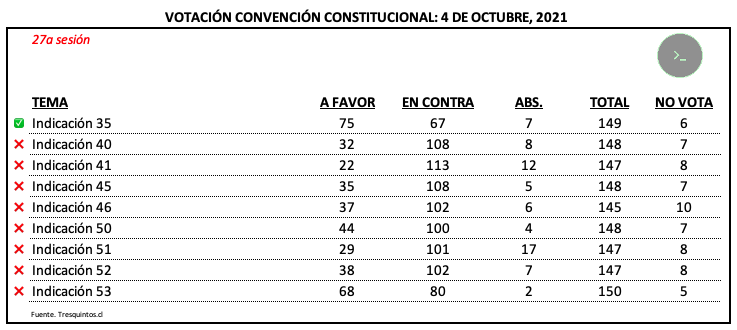 VOTACIÓN CONVENCIÓN CONSTITUCIONAL: 4 DE OCTUBRE, 2021
27a sesión
>_
TEMA A FAVOR EN CONTRA ABS. TOTAL NO VOTA
Indicación 35 75 67 7 149 6
Indicación 40 32 108 8 148 7
Indicación 41 22 113 12 147 8
Indicación 45 35 108 5 148 7
Indicación 46 37 102 6 145 10
Indicación 50 44 100 4 148 7
Indicación 51 29 101 17 147 8
Indicación 52 38 102 7 147 8
Indicación 53 68 80 2 150 5
Fuente. Tresquintos.cl